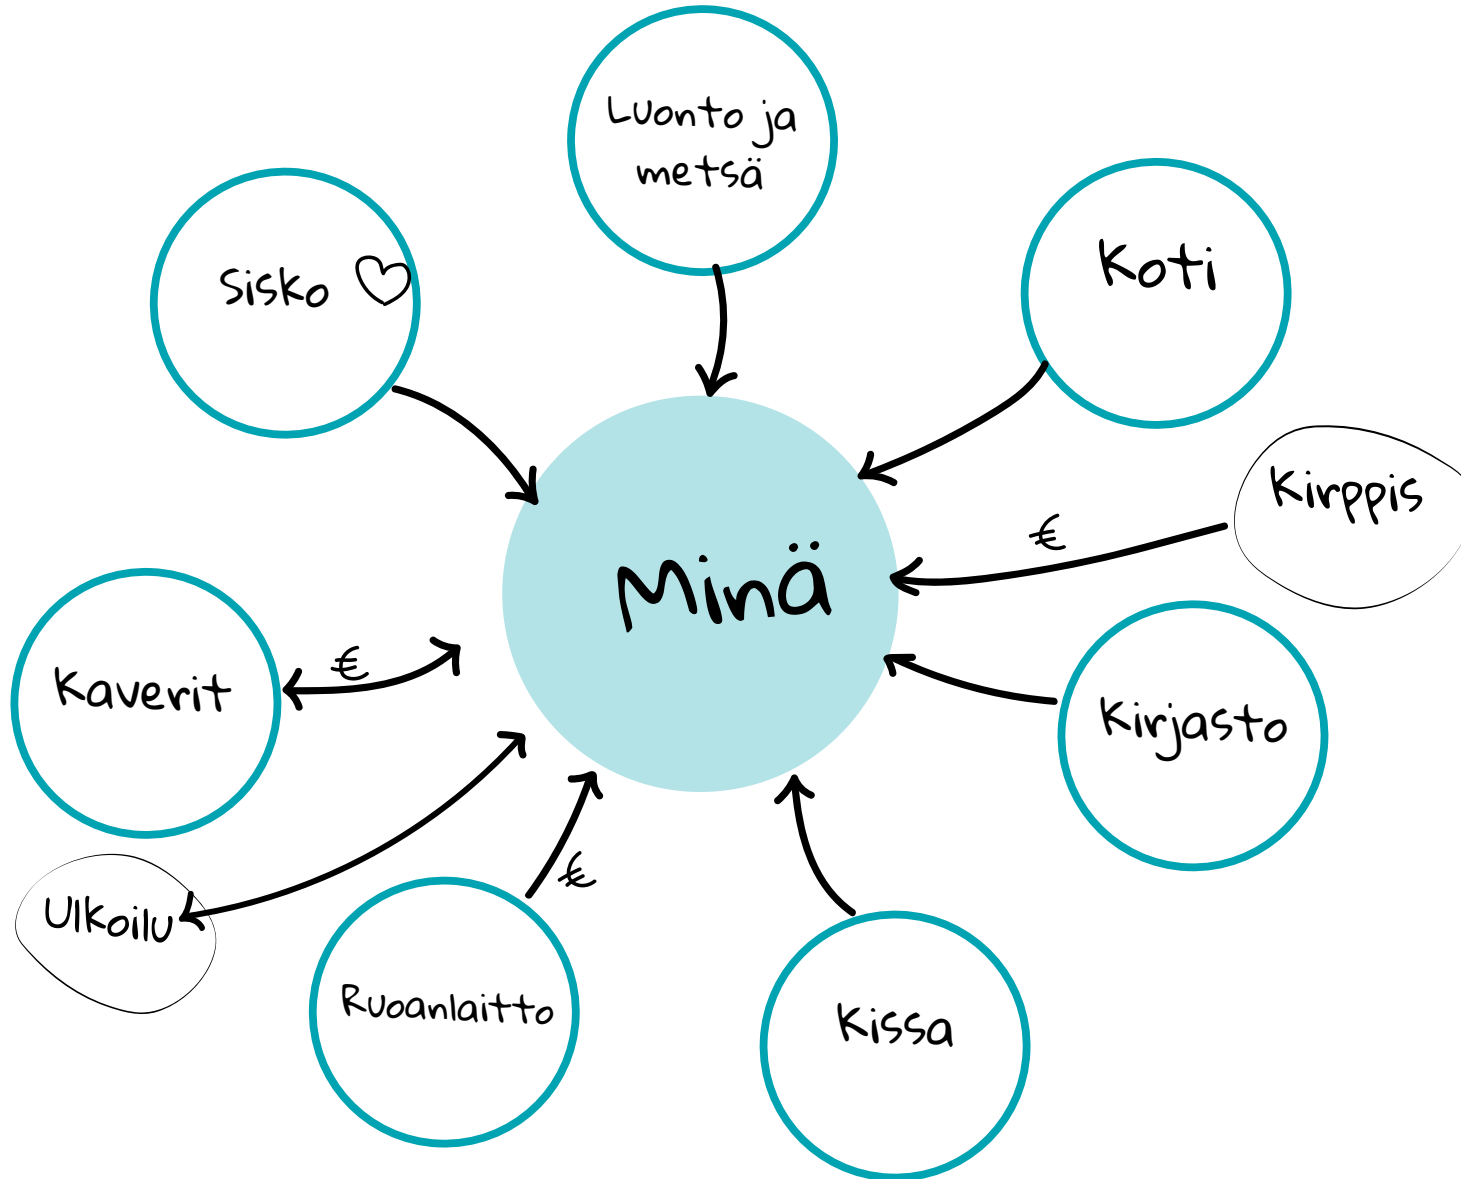 Luonto ja
metsä
Sisko
Koti
Kirppis
€
Minä
Kaverit
€
Kirjasto
Ulkoilu
€
Ruoanlaitto
Kissa